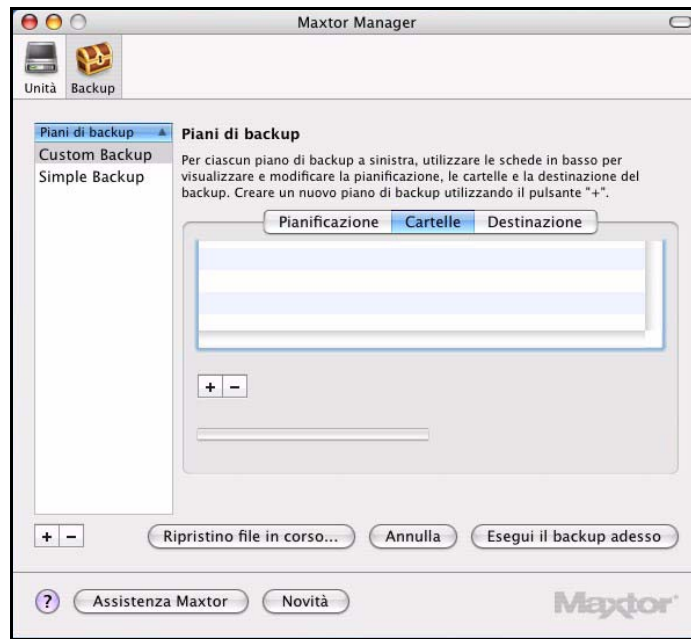 Maxtor Manager
Unità Backup
Piani di backup
Custom Backup
Simple Backup
Piani di backup
Per ciascun piano di backup a sinistra, utilizzare le schede in basso per
visualizzare e modificare la pianificazione, le cartelle e la destinazione del
backup. Creare un nuovo piano di backup utilizzando il pulsante "+".
Pianificazione Cartelle Destinazione
+ −
+ − Ripristino file in corso... Annulla Esegui il backup adesso
? Assistenza Maxtor Novità Maxtor